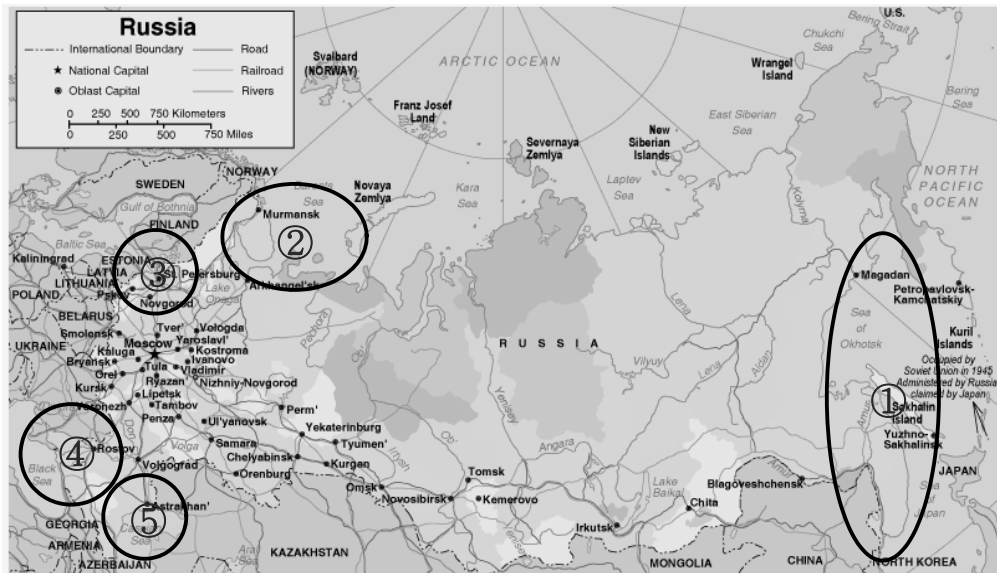 Russia
International Boundary
Road
National Capital
Railroad
Oblast Capital
Rivers
0 250 500 750 Kilometers
0 250 500 750 Miles
U.S.
Bering Strait
Chukchi
Sea
Svalbard
(NORWAY)
ARCTIC OCEAN
Wrangel
Island
Bering
Sea
Franz Josef
Land
East Siberian
Sea
Severnaya
Zemlya
New
Siberian
Islands
NORWAY
SWEDEN
Barents
Sea
Novaya
Zemlya
Kara
Sea
Laptev
Sea
NORTH
PACIFIC
OCEAN
Gulf of Bothnia
Murmansk
②
FINLAND
Kolyma
Baltic Sea
Kaliningrad
ESTONIA
LATVIA
LITHUANIA
③
St. Petersburg
Lake
Onega
Arkhangel'sk
Magadan
Petropavlovsk-
Kamchatskiy
POLAND
Pskov
Novgorod
Lena
BELARUS
Smolensk
Tver'
Vologda
Pechora
Sea
of
Okhotsk
Kuril
Islands
UKRAINE
Moscow
Yaroslavl'
Kostroma
Ivanovo
Vladimir
RUSSIA
Kaluga
Bryansk
Tula
Orel
Ryazan'
Nizhniy-Novgorod
Ob'
Vilyuy
Lena
Aldan
Occupied by
Soviet Union in 1945
Administered by Russia
claimed by Japan
Kursk
Lipetsk
Voronezh
Tambov
Penza
Perm'
Yenisey
Amur
①
Sakhalin
Island
Don
Ul'yanovsk
Yekaterinburg
Ob'
Angara
Yuzhno-
Sakhalinsk
④
Rostov
Volga
Samara
Tyumen'
Irtysh
Chelyabinsk
Kurgan
Black
Sea
Volgograd
Orenburg
Omsk
Tomsk
Novosibirsk
Kemerovo
Lake
Baikal
Amur
Blagoveshchensk
JAPAN
Sea
of
Japan
⑤
Astrakhan'
Chita
GEORGIA
Irkutsk
Yenisey
ARMENIA
AZERBAIJAN
Aral
Sea
KAZAKHSTAN
MONGOLIA
CHINA
NORTH KOREA